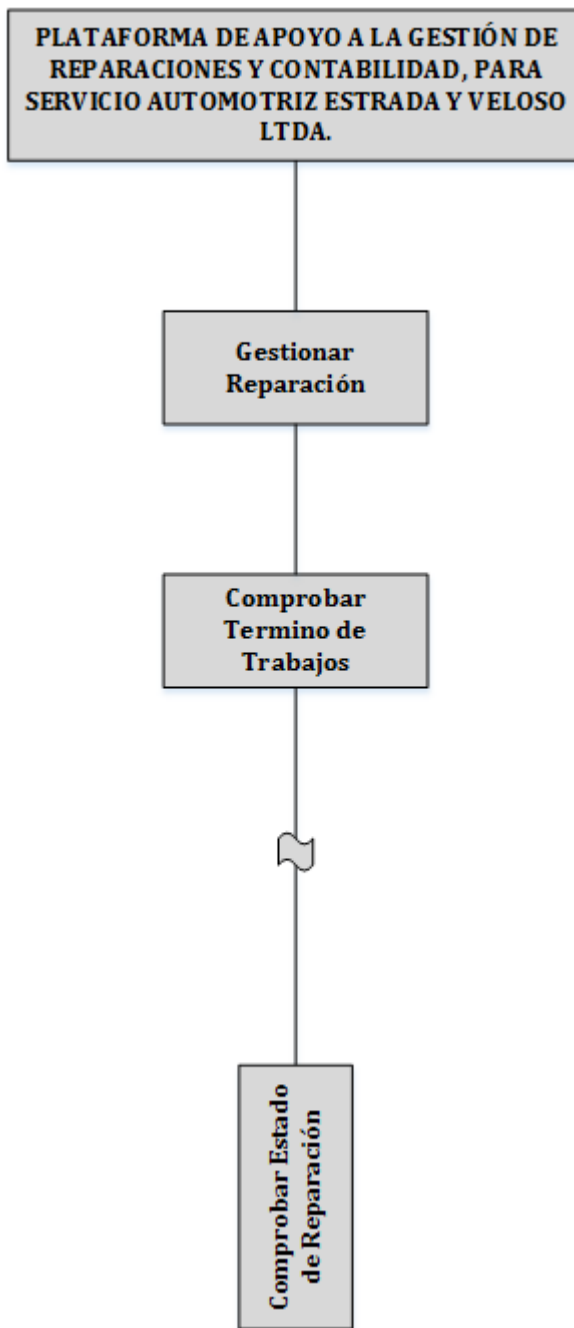 PLATAFORMA DE APOYO A LA GESTIÓN DE
REPARACIONES Y CONTABILIDAD, PARA
SERVICIO AUTOMOTRIZ ESTRADA Y VELOSO
LTDA.
Gestionar
Reparación
Comprobar
Termino de
Trabajos
Comprobar Estado
de Reparación